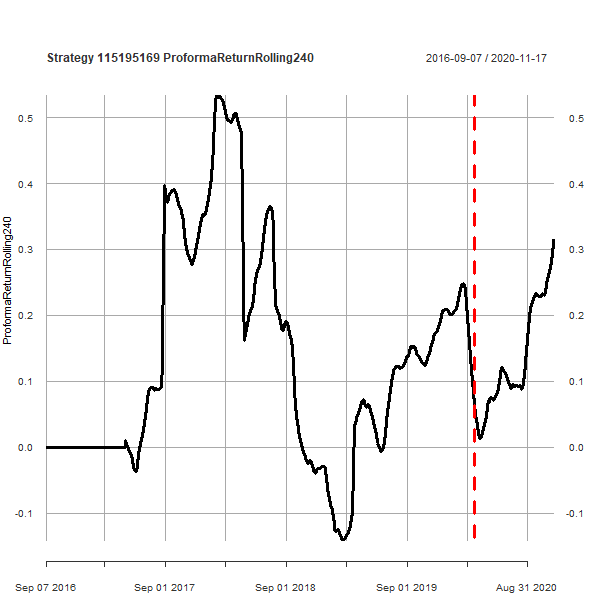 Strategy 115195169 ProformaReturnRolling240
2016-09-07 / 2020-11-17
ProformaReturnRolling240
0.5
0.4
0.3
0.2
0.1
0.0
-0.1
0.5
0.4
0.3
0.2
0.1
0.0
-0.1
Sep 07 2016
Sep 01 2017
Sep 01 2018
Sep 01 2019
Aug 31 2020